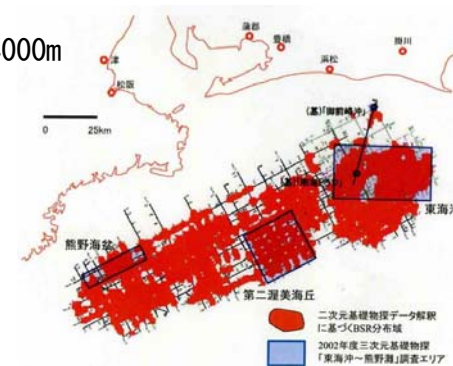 000m
蒲郡
豊橋
掛川
津
浜松
松阪
0 25km
(基)「御前崎沖」
東海沖
熊野海盆
第二渥美海丘
二次元基礎物探データ解釈
に基づくBSR分布域
2002年度三次元基礎物探
「東海沖～熊野灘」調査エリア